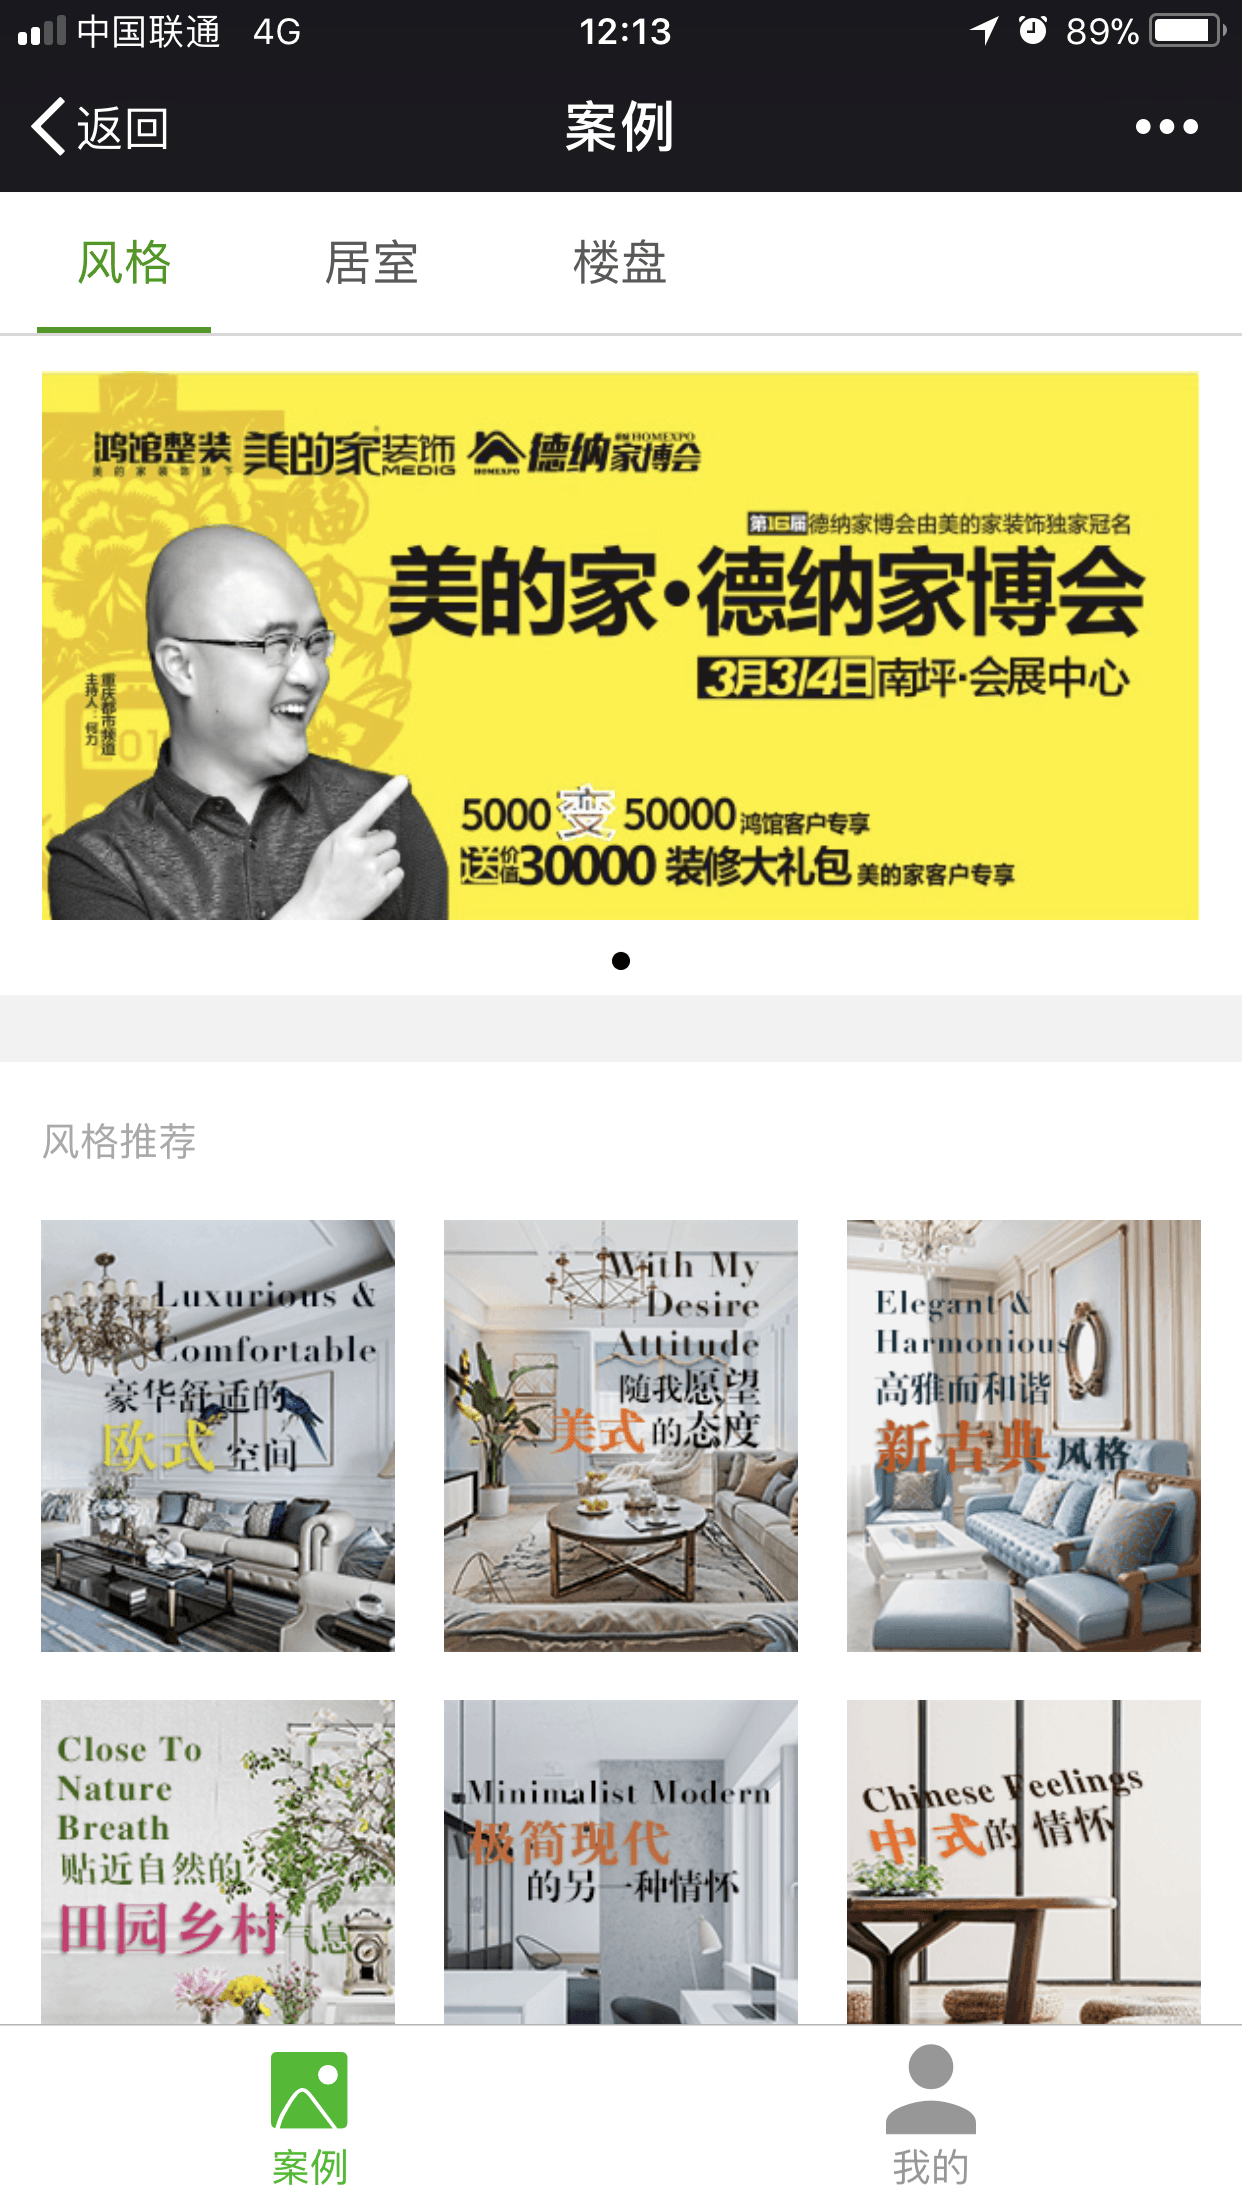 中国联通 4G 12:13 89%
返回 案例
风格 居室 楼盘
鸿馆整装 美的家装饰 德纳家博会
美的家装饰旗下 MEDIG HOMEXPO HOMEXPO
第16届德纳家博会由美的家装饰独家冠名
美的家·德纳家博会
3月3/4日南坪·会展中心
重庆都市频道
主持人：何力
5000变50000鸿馆客户专享
送价值30000装修大礼包美的家客户专享
风格推荐
Luxurious &
Comfortable
豪华舒适的
欧式空间
With My
Desire
Attitude
随我愿望
美式的态度
Elegant &
Harmonious
高雅而和谐
新古典风格
Close To
Nature
Breath
贴近自然的
田园乡村气息
Minimalist Modern
极简现代
的另一种情怀
Chinese Feelings
中式的情怀
案例 我的